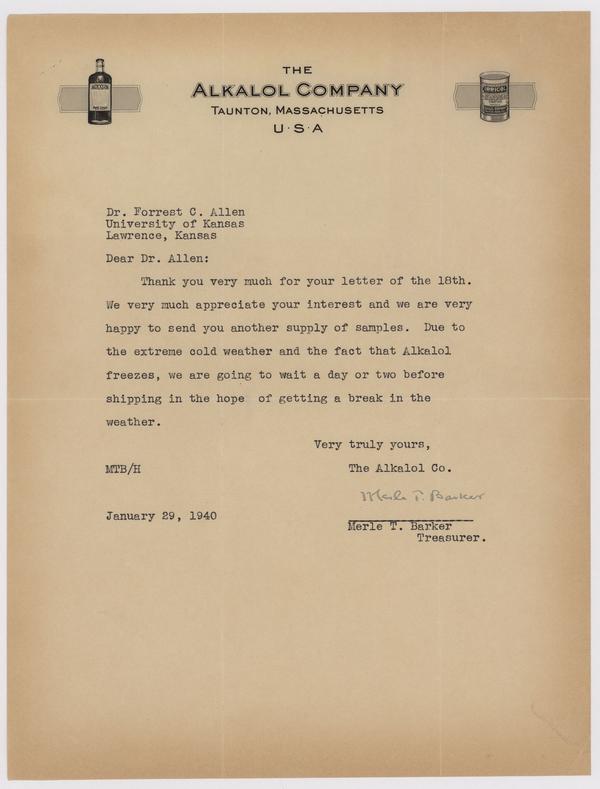 THE
ALKALOL COMPANY
TAUNTON, MASSACHUSETTS
U·S·A
ALKALOL
IRRIGOL
Dr. Forrest C. Allen
University of Kansas
Lawrence, Kansas
Dear Dr. Allen:
Thank you very much for your letter of the 18th.
We very much appreciate your interest and we are very
happy to send you another supply of samples. Due to
the extreme cold weather and the fact that Alkalol
freezes, we are going to wait a day or two before
shipping in the hope of getting a break in the
weather.
Very truly yours,
MTB/H The Alkalol Co.
Merle T. Barker
January 29, 1940
Merle T. Barker
Treasurer.